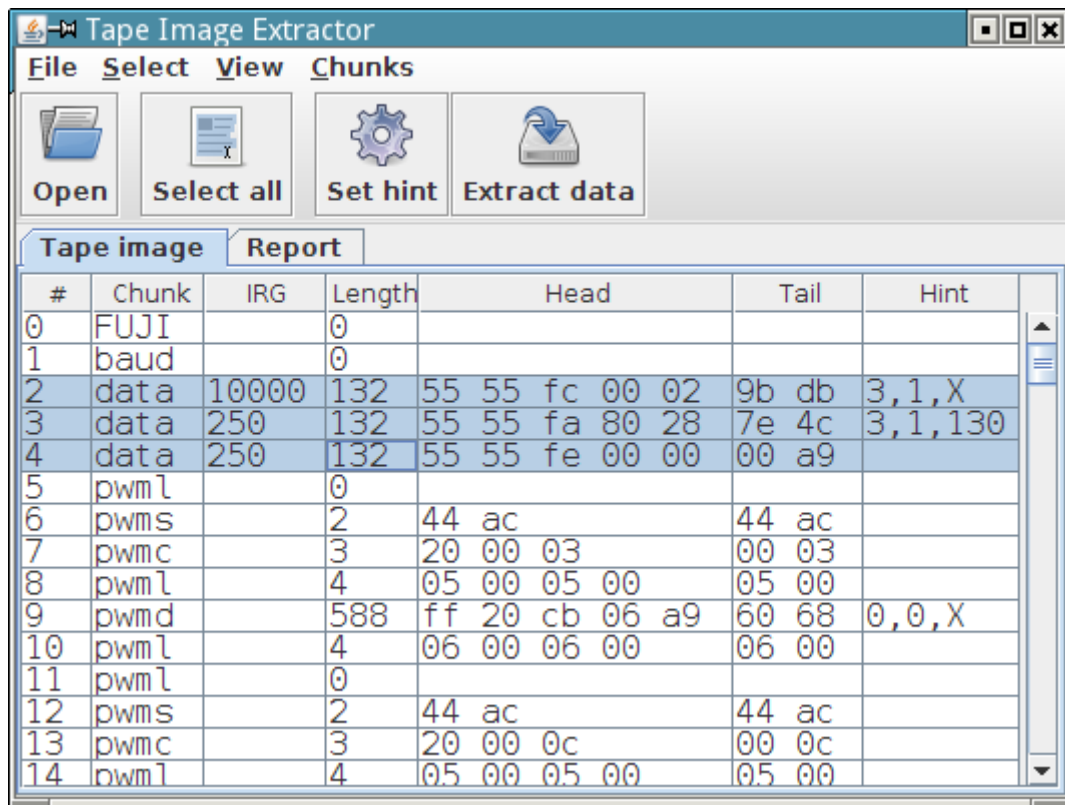 Tape Image Extractor
File Select View Chunks
Open Select all Set hint Extract data
Tape image Report
# Chunk IRG Length Head Tail Hint
0 FUJI 0
1 baud 0
2 data 10000 132 55 55 fc 00 02 9b db 3,1,X
3 data 250 132 55 55 fa 80 28 7e 4c 3,1,130
4 data 250 132 55 55 fe 00 00 00 a9
5 pwml 0
6 pwms 2 44 ac 44 ac
7 pwmc 3 20 00 03 00 03
8 pwml 4 05 00 05 00 05 00
9 pwmd 588 ff 20 cb 06 a9 60 68 0,0,X
10 pwml 4 06 00 06 00 06 00
11 pwml 0
12 pwms 2 44 ac 44 ac
13 pwmc 3 20 00 0c 00 0c
14 pwml 4 05 00 05 00 05 00